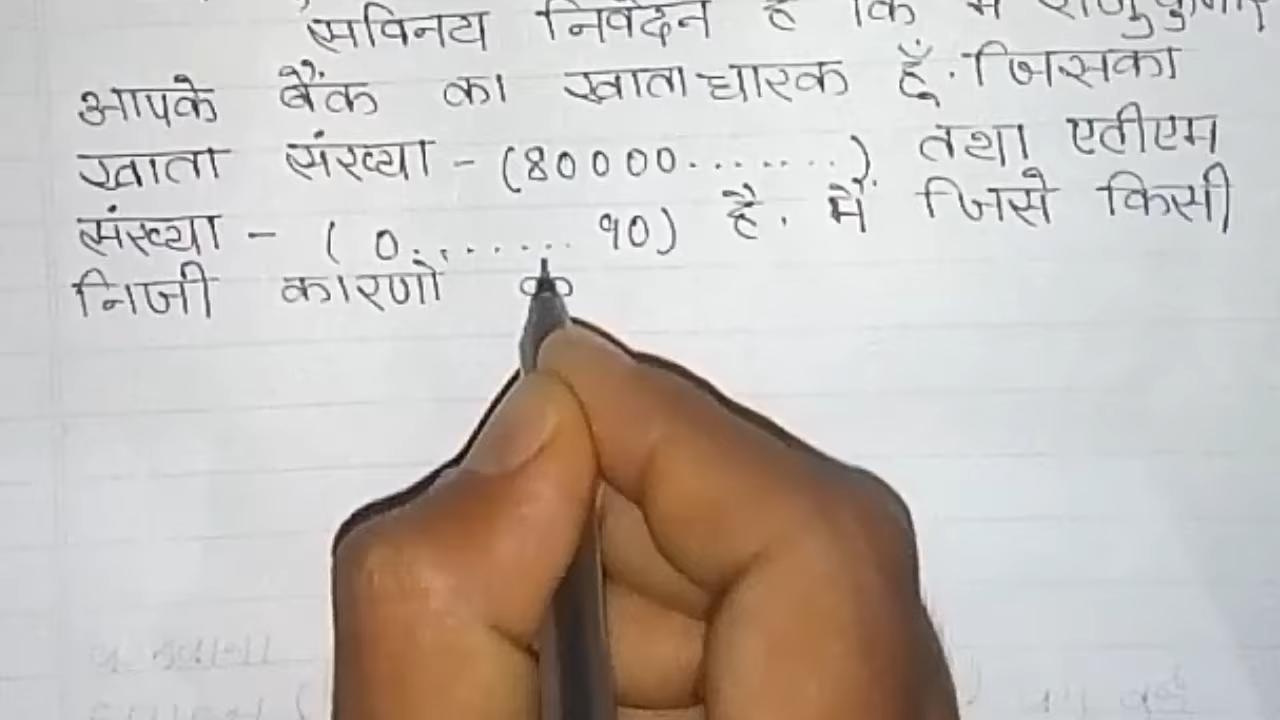 सविनय निवेदन है कि मैं राजुकुमार
आपके बैंक का खाताधारक हूँ. जिसका
खाता संख्या - (80000.......) तथा एटीएम
संख्या - ( 0........ 90) है. मैं जिसे किसी
निजी कारणों क